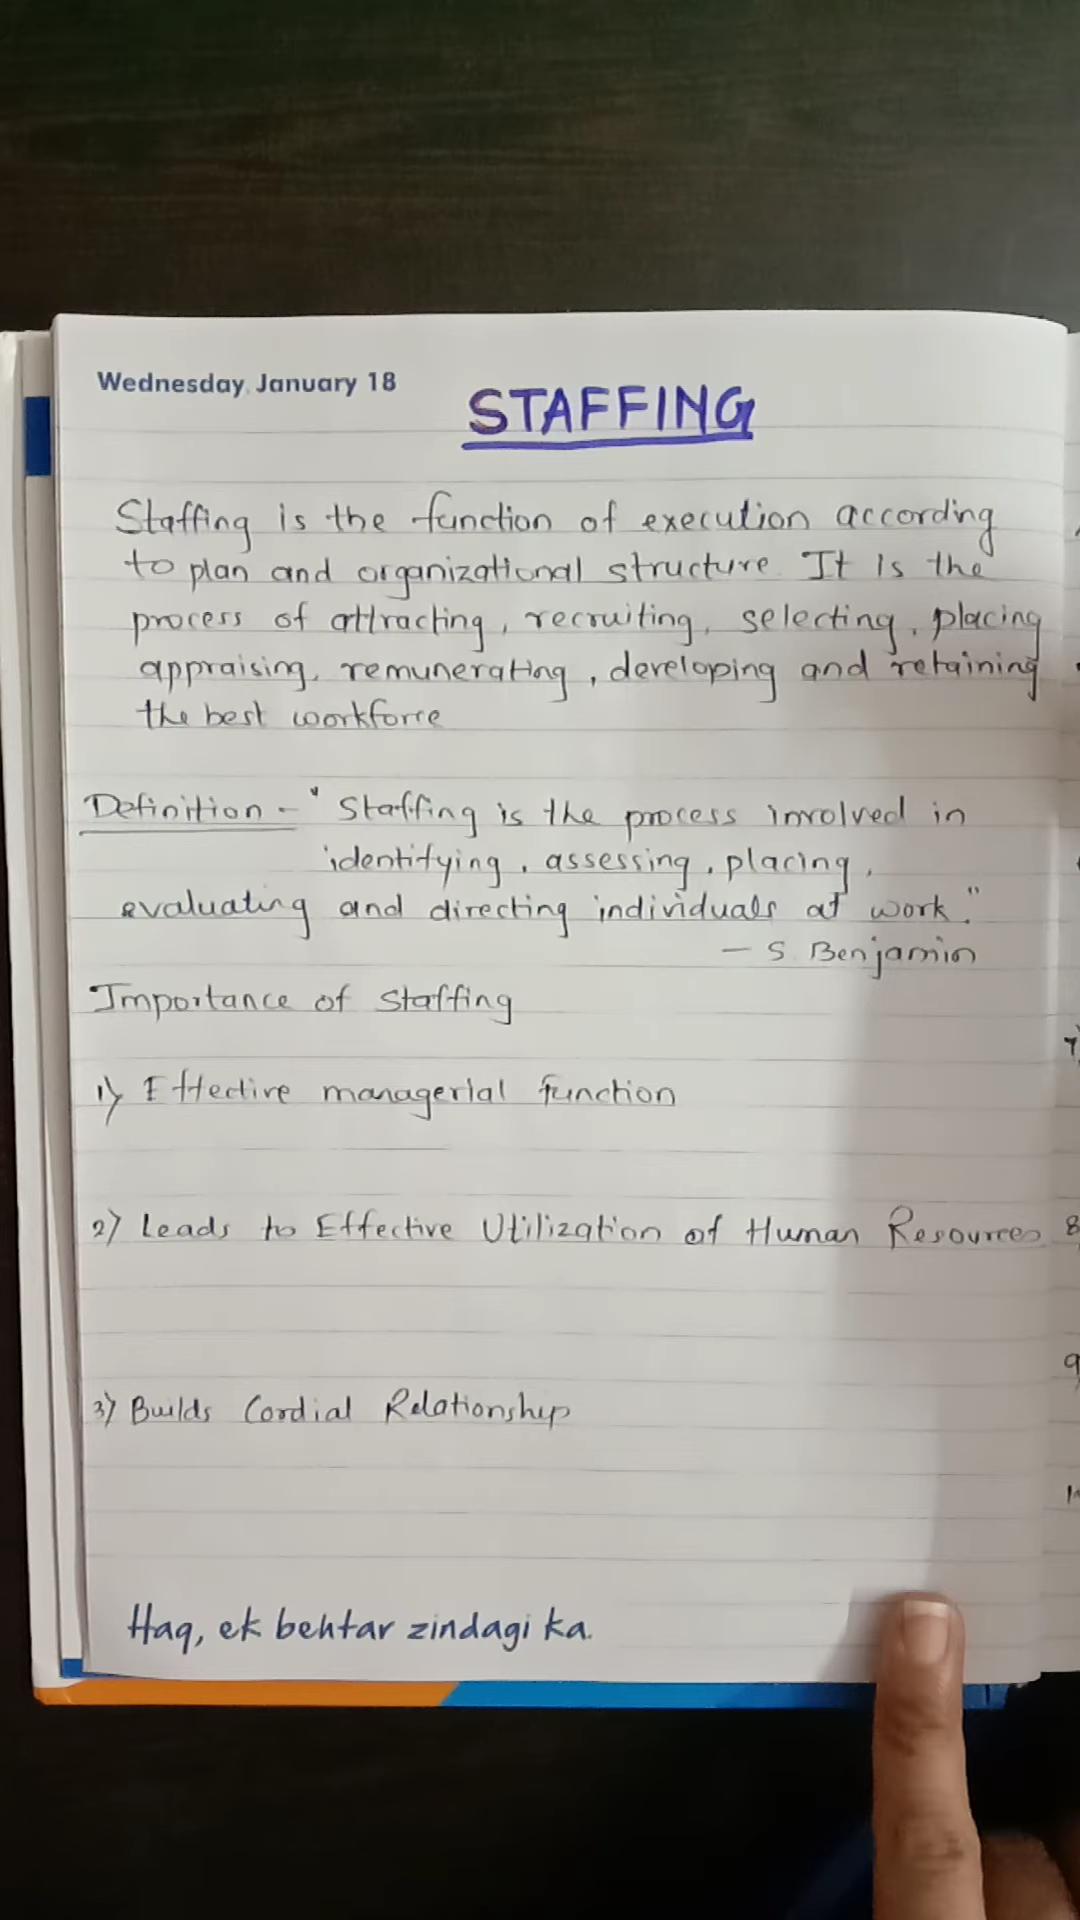 Wednesday, January 18
STAFFING
Staffing is the function of execution according
to plan and organizational structure. It is the
process of attracting, recruiting, selecting, placing
appraising, remunerating, developing and retaining
the best workforce
Definition - " Staffing is the process involved in
identifying, assessing, placing,
evaluating and directing individuals at work."
- S. Benjamin
Importance of Staffing
1) Effective managerial function
2) Leads to Effective Utilization of Human Resources
3) Builds Cordial Relationship
Haq, ek behtar zindagi ka.
7)
8
9